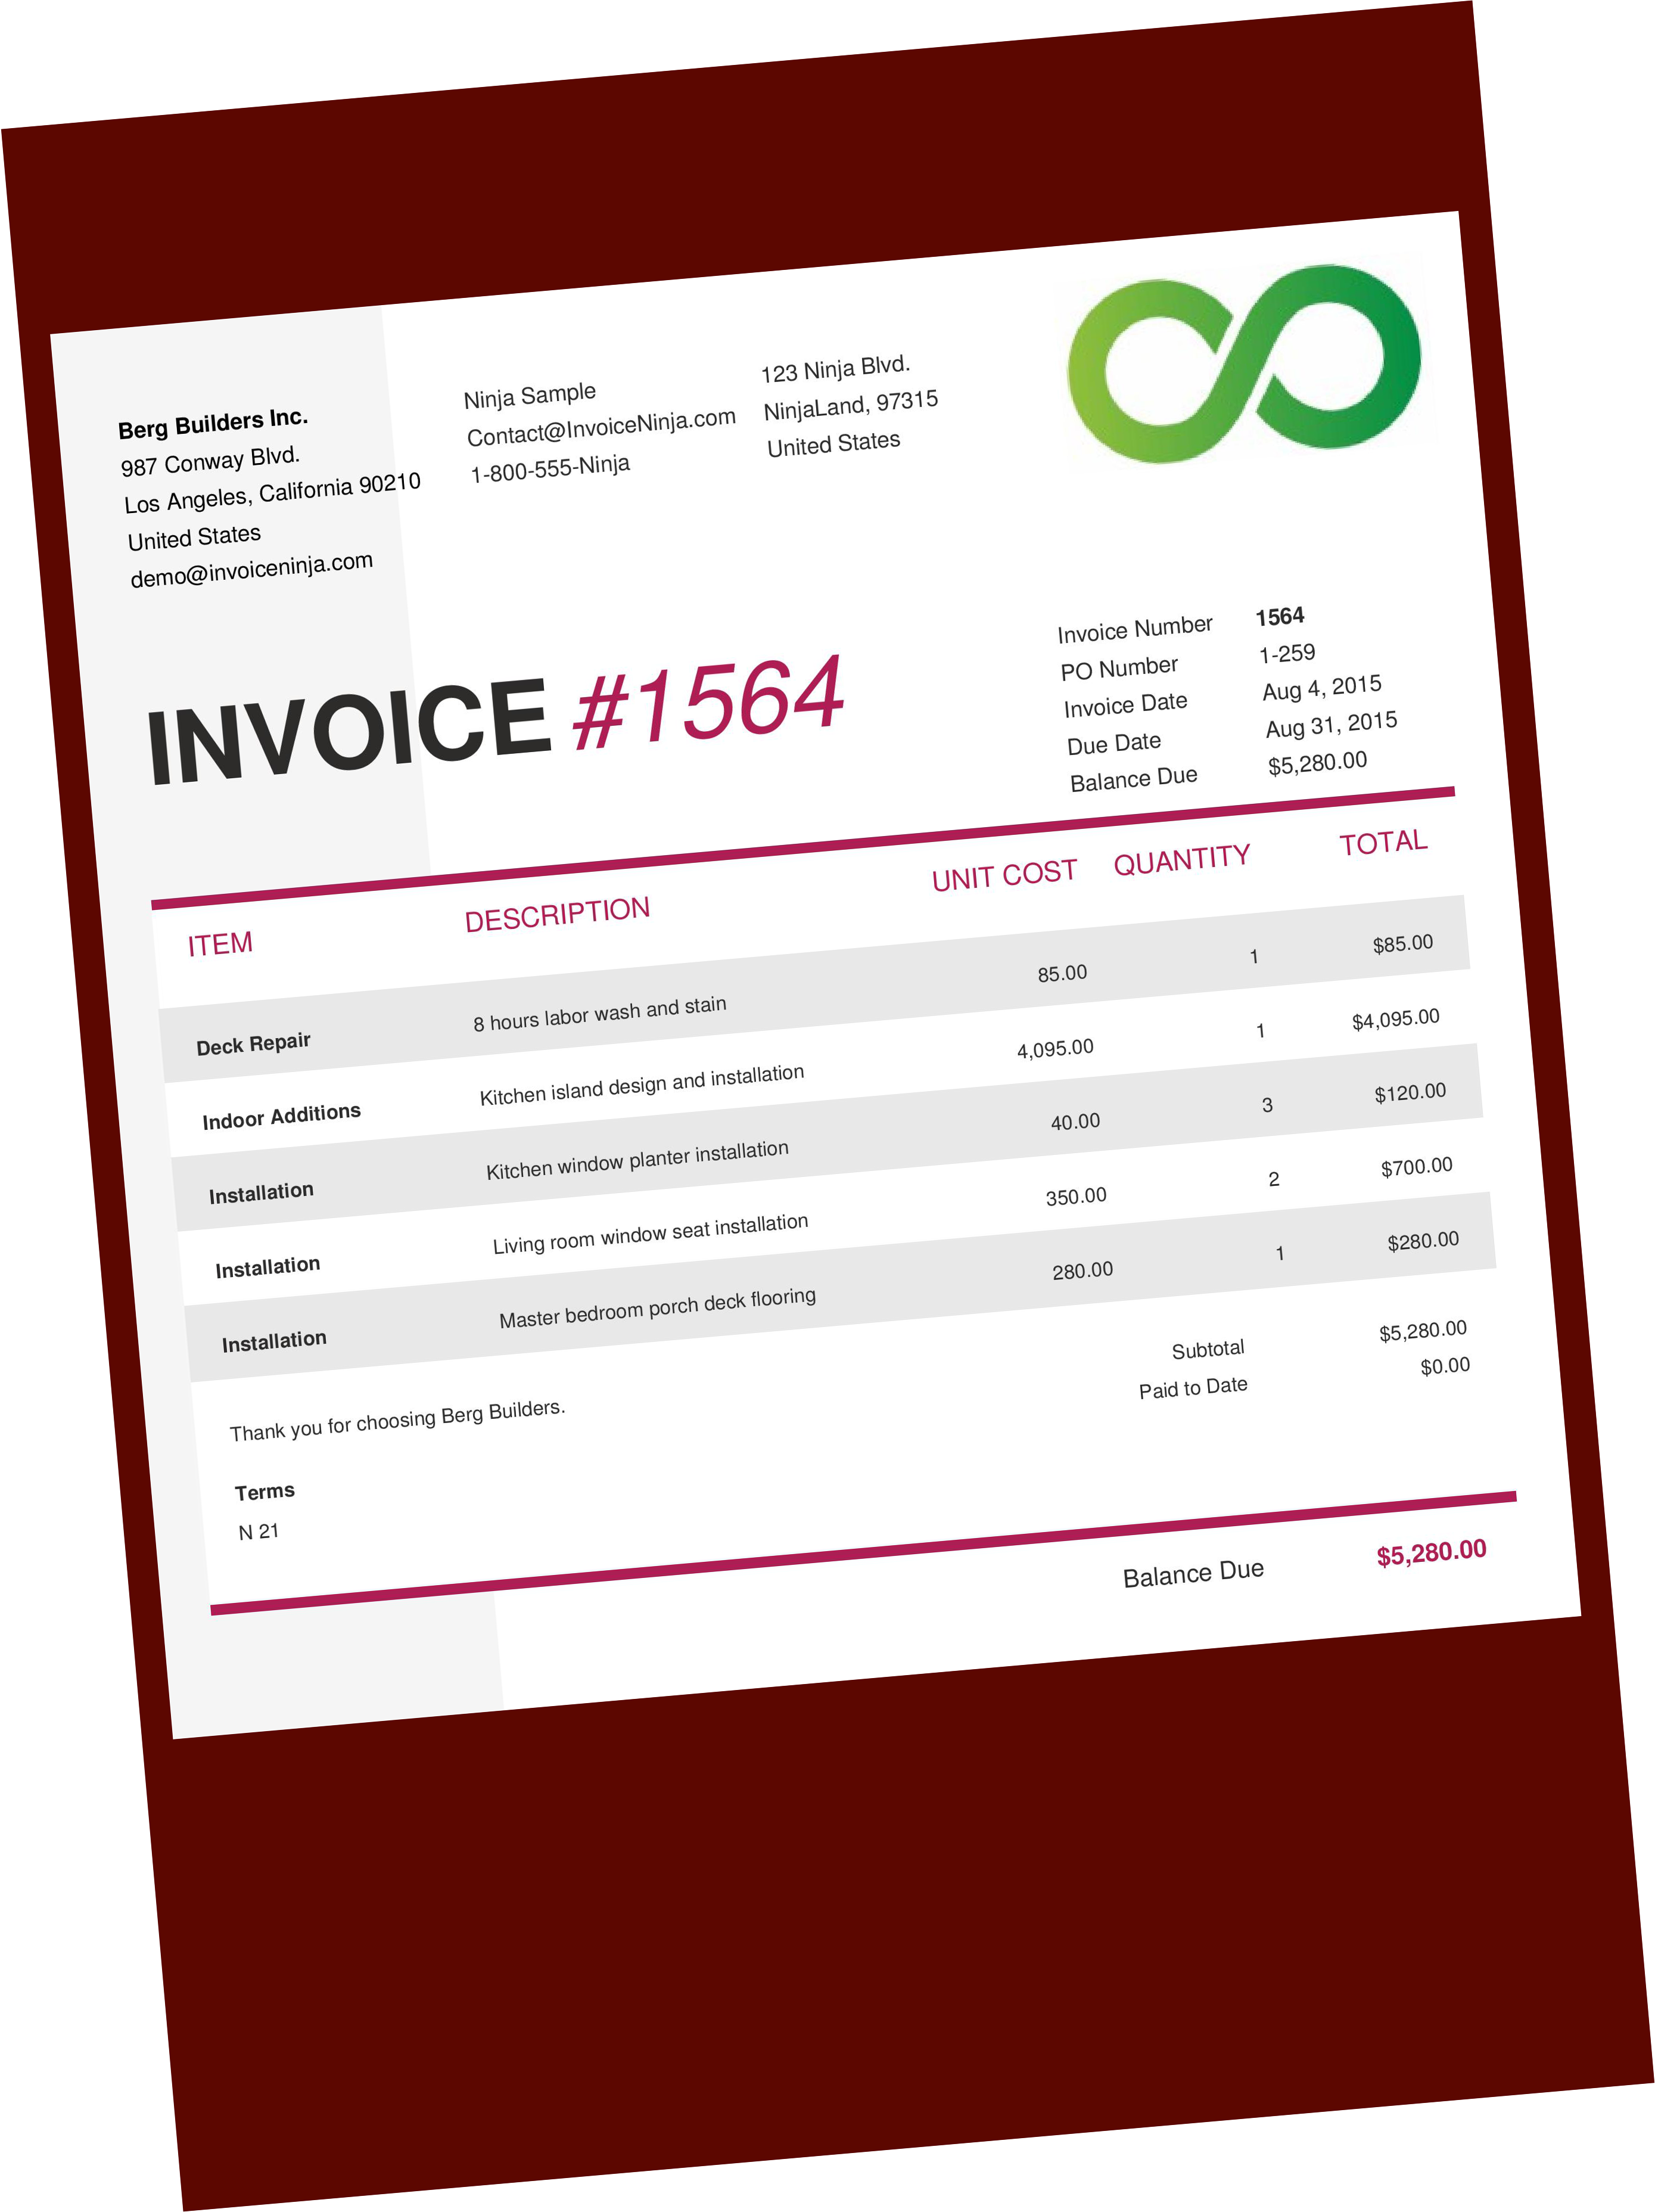 Berg Builders Inc.
987 Conway Blvd.
Los Angeles, California 90210
United States
demo@invoiceninja.com
Ninja Sample
Contact@InvoiceNinja.com
1-800-555-Ninja
123 Ninja Blvd.
NinjaLand, 97315
United States
INVOICE #1564
Invoice Number 1564
PO Number 1-259
Invoice Date Aug 4, 2015
Due Date Aug 31, 2015
Balance Due $5,280.00
ITEM DESCRIPTION UNIT COST QUANTITY TOTAL
Deck Repair 8 hours labor wash and stain 85.00 1 $85.00
Indoor Additions Kitchen island design and installation 4,095.00 1 $4,095.00
Installation Kitchen window planter installation 40.00 3 $120.00
Installation Living room window seat installation 350.00 2 $700.00
Installation Master bedroom porch deck flooring 280.00 1 $280.00
Subtotal $5,280.00
Paid to Date $0.00
Thank you for choosing Berg Builders.
Terms
N 21
Balance Due $5,280.00